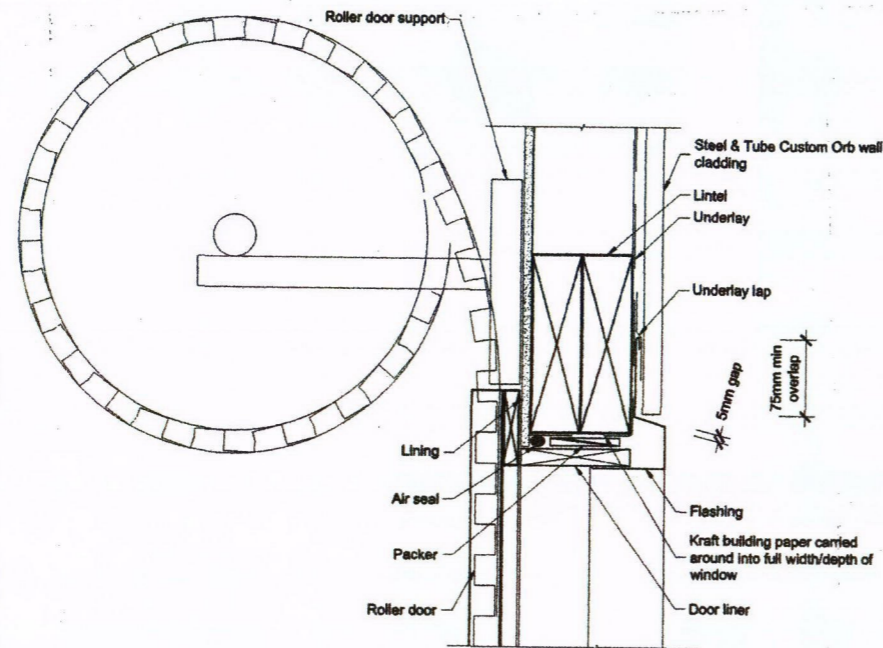 Roller door support
Steel & Tube Custom Orb wall
cladding
Lintel
Underlay
Underlay lap
75mm min
overlap
5mm gap
Lining
Air seal
Flashing
Packer
Kraft building paper carried
around into full width/depth of
window
Roller door
Door liner